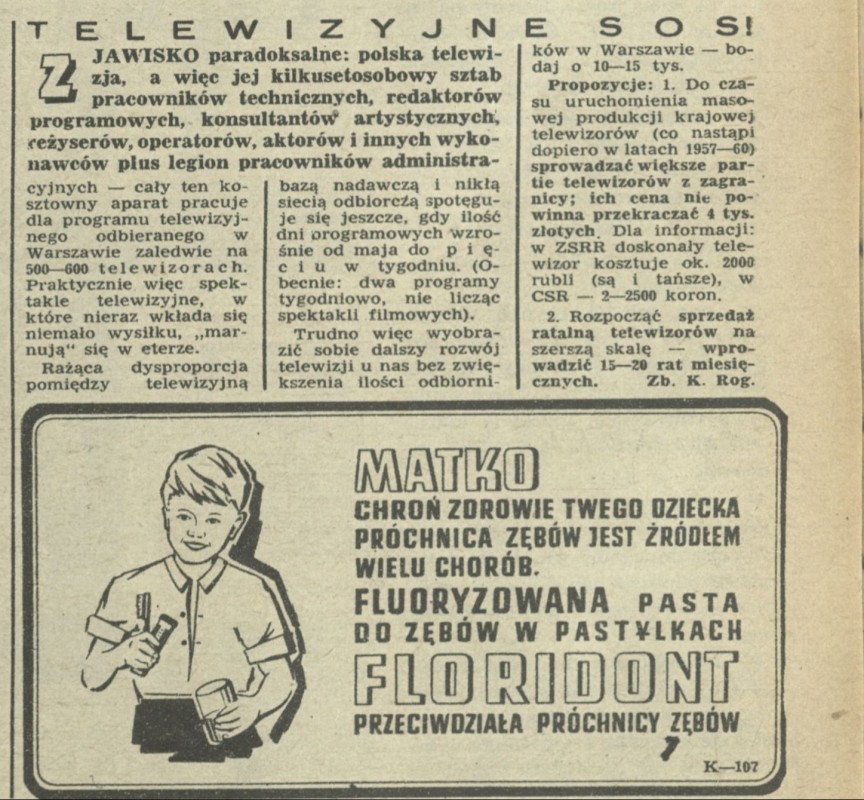 TELEWIZYJNE SOS!
ZJAWISKO paradoksalne: polska telewi-
zja, a więc jej kilkusetosobowy sztab
pracowników technicznych, redaktorów
programowych, konsultantów artystycznych,
reżyserów, operatorów, aktorów i innych wyko-
nawców plus legion pracowników administra-
cyjnych — cały ten ko-
sztowny aparat pracuje
dla programu telewizyj-
nego odbieranego w
Warszawie zaledwie na
500—600 telewizorach.
Praktycznie więc spek-
takle telewizyjne, w
które nieraz wkłada się
niemało wysiłku, „mar-
nują" się w eterze.
Rażąca dysproporcja
pomiędzy telewizyjną
bazą nadawczą i nikłą
siecią odbiorczą spotęgu-
je się jeszcze, gdy ilość
dni programowych wzro-
śnie od maja do p i ę-
c i u w tygodniu. (O-
becnie: dwa programy
tygodniowo, nie licząc
spektakli filmowych).
Trudno więc wyobra-
zić sobie dalszy rozwój
telewizji u nas bez zwię-
kszenia ilości odbiorni-
ków w Warszawie — bo-
daj o 10—15 tys.
Propozycje: 1. Do cza-
su uruchomienia maso-
wej produkcji krajowej
telewizorów (co nastąpi
dopiero w latach 1957—60)
sprowadzać większe par-
tie telewizorów z zagra-
nicy; ich cena nie po-
winna przekraczać 4 tys.
złotych. Dla informacji:
w ZSRR doskonały tele-
wizor kosztuje ok. 2000
rubli (są i tańsze), w
CSR — 2—2500 koron.
2. Rozpocząć sprzedaż
ratalną telewizorów na
szerszą skalę — wpro-
wadzić 15—20 rat miesię-
cznych. Zb. K. Rog.
MATKO
CHROŃ ZDROWIE TWEGO DZIECKA
PRÓCHNICA ZĘBÓW JEST ŹRÓDŁEM
WIELU CHORÓB.
FLUORYZOWANA PASTA
DO ZĘBÓW W PASTYLKACH
FLORIDONT
PRZECIWDZIAŁA PRÓCHNICY ZĘBÓW
K—107